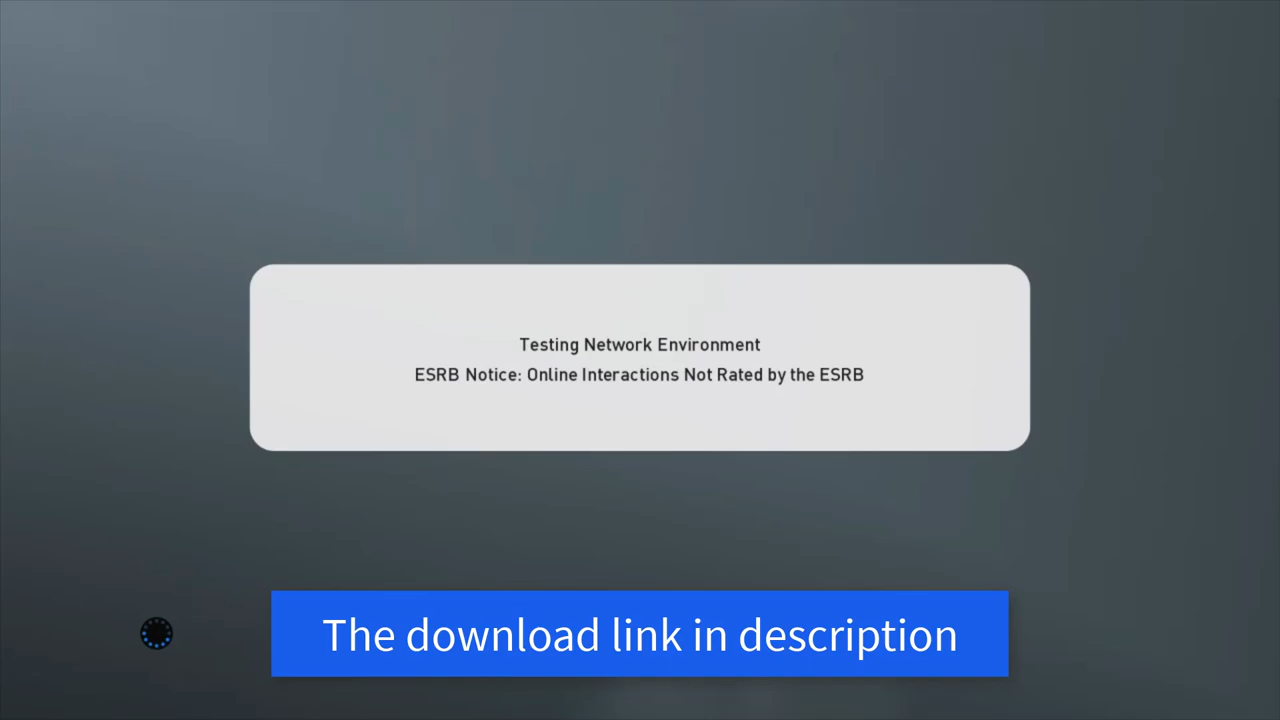 Testing Network Environment
ESRB Notice: Online Interactions Not Rated by the ESRB
The download link in description